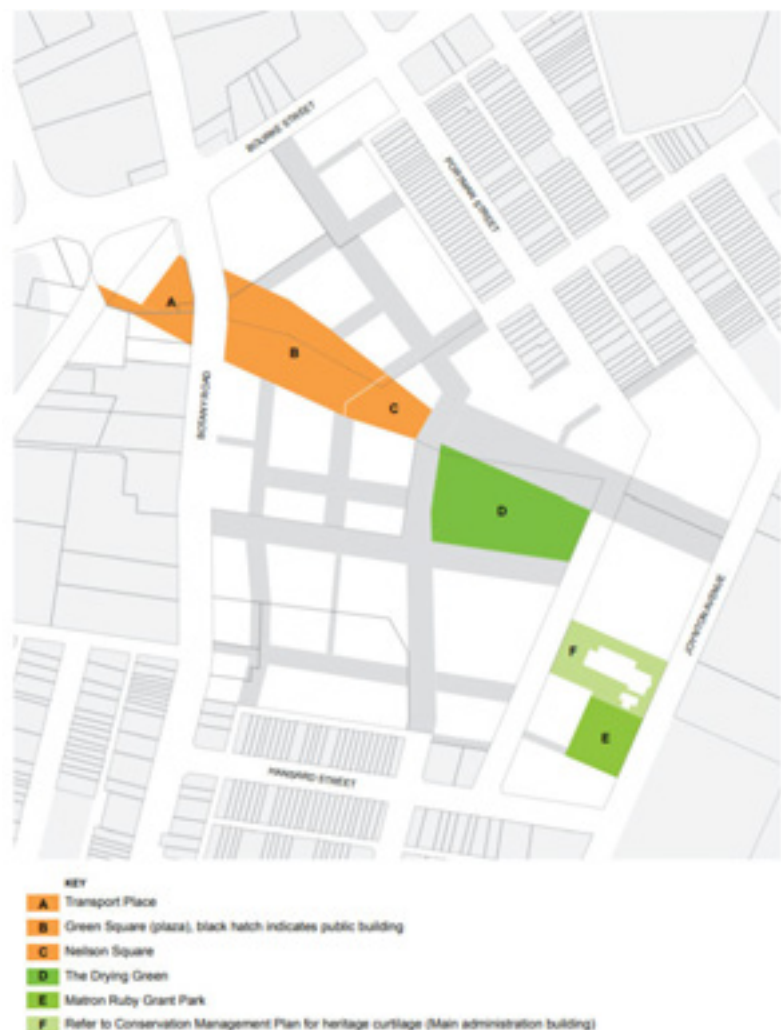 BOURKE STREET
PORTMAN STREET
A
B
C
BOTANY ROAD
D
JOYNTON AVENUE
F
E
HANSARD STREET
KEY
A Transport Place
B Green Square (plaza), black hatch indicates public building
C Neilson Square
D The Drying Green
E Matron Ruby Grant Park
F Refer to Conservation Management Plan for heritage curtilage (Main administration building)